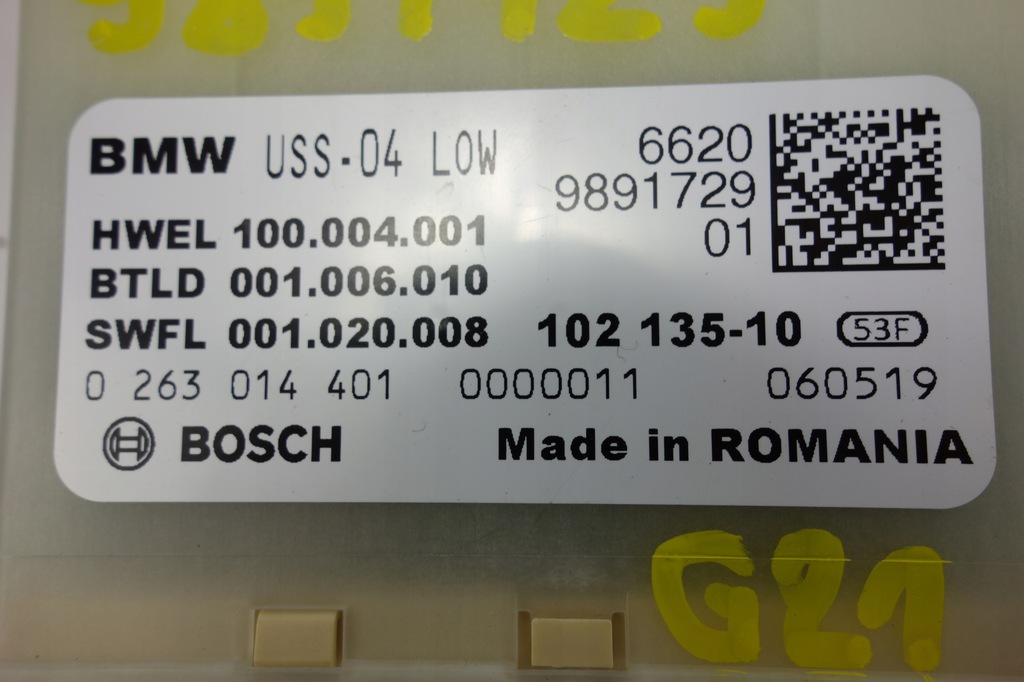 BMW USS-04 LOW 6620
9891729
01
HWEL 100.004.001
BTLD 001.006.010
SWFL 001.020.008 102 135-10 53F
0 263 014 401 0000011 060519
BOSCH Made in ROMANIA
G21